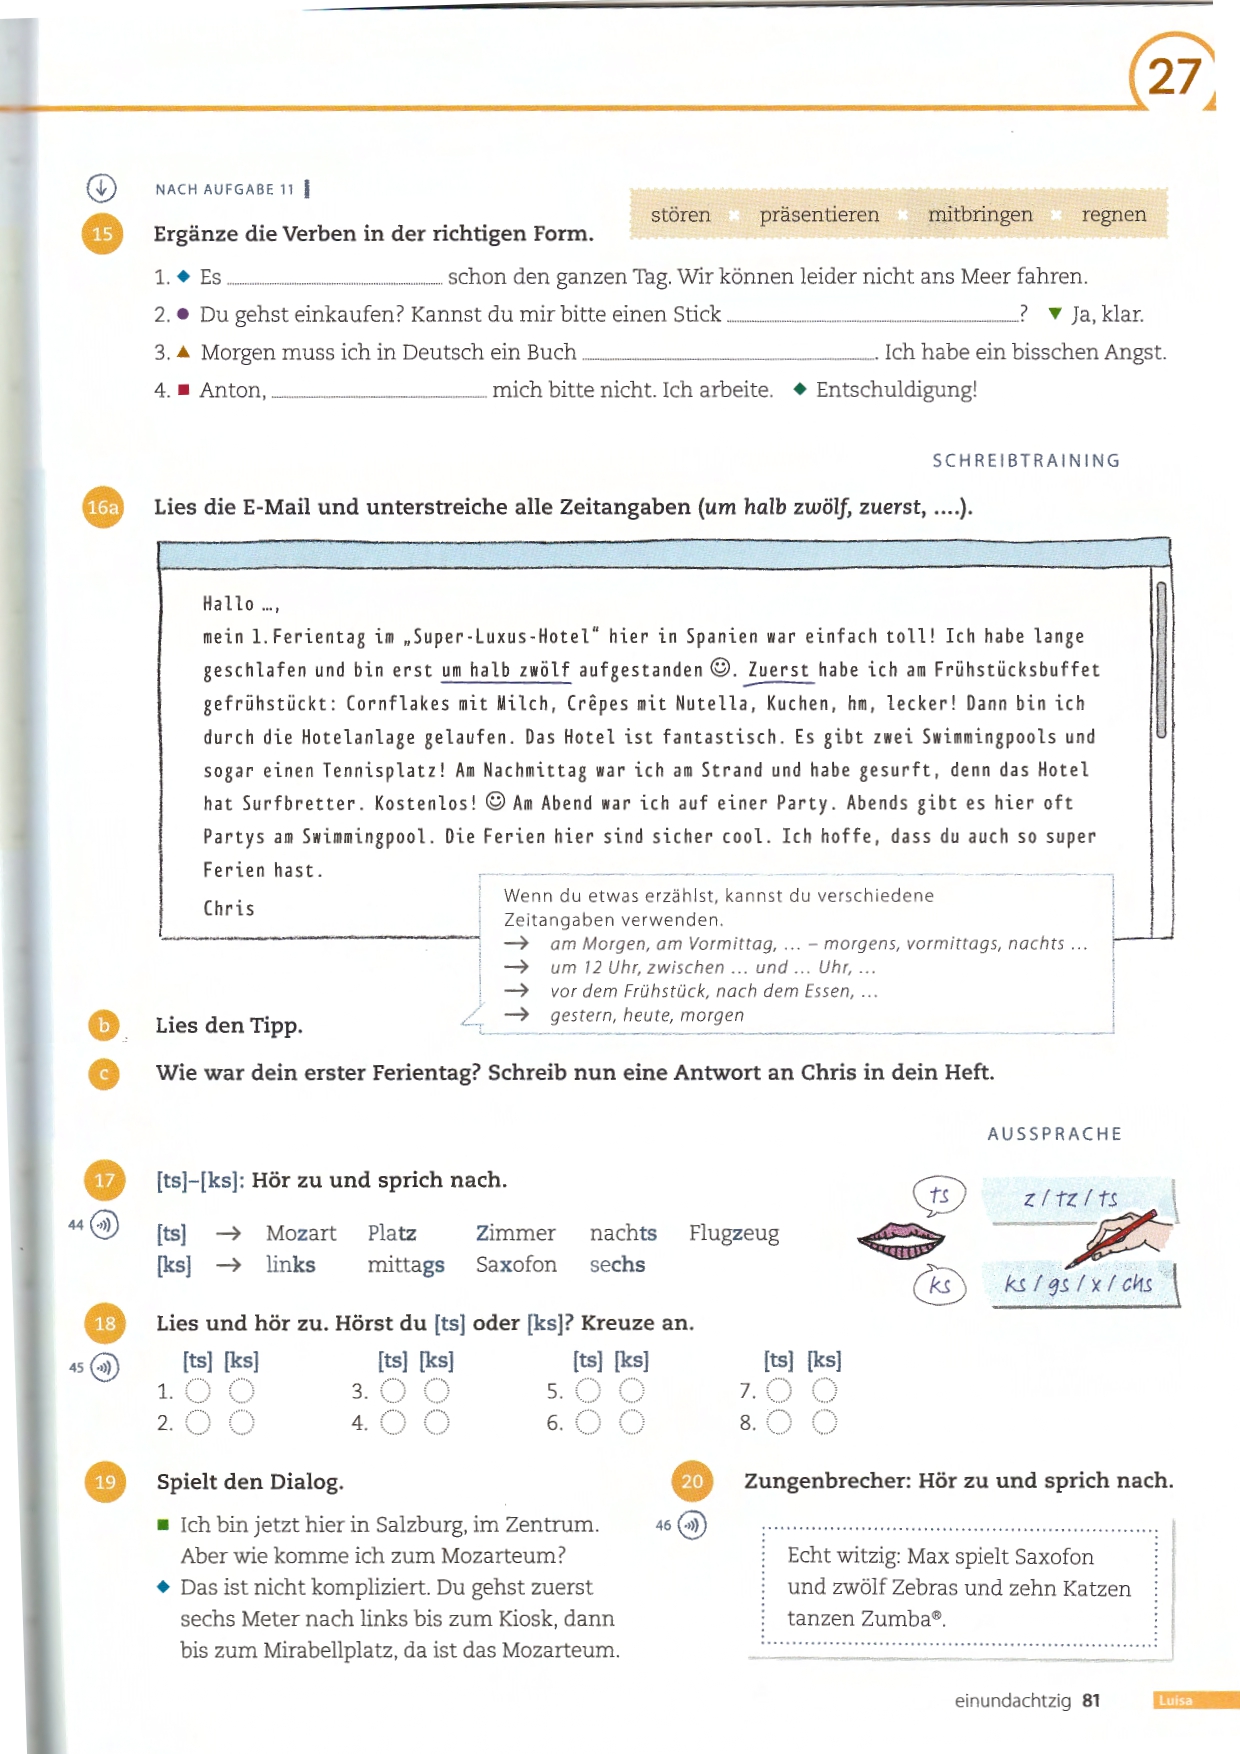 27
NACH AUFGABE 11
stören × präsentieren × mitbringen × regnen
15 Ergänze die Verben in der richtigen Form.
1. ◆ Es ______ schon den ganzen Tag. Wir können leider nicht ans Meer fahren.
2. ● Du gehst einkaufen? Kannst du mir bitte einen Stick ______? ▼ Ja, klar.
3. ▲ Morgen muss ich in Deutsch ein Buch ______. Ich habe ein bisschen Angst.
4. ■ Anton, ______ mich bitte nicht. Ich arbeite. ◆ Entschuldigung!
SCHREIBTRAINING
16a Lies die E-Mail und unterstreiche alle Zeitangaben (um halb zwölf, zuerst, ....).
Hallo …,
mein 1. Ferientag im „Super-Luxus-Hotel“ hier in Spanien war einfach toll! Ich habe lange
geschlafen und bin erst um halb zwölf aufgestanden ☺. Zuerst habe ich am Frühstücksbuffet
gefrühstückt: Cornflakes mit Milch, Crêpes mit Nutella, Kuchen, hm, lecker! Dann bin ich
durch die Hotelanlage gelaufen. Das Hotel ist fantastisch. Es gibt zwei Swimmingpools und
sogar einen Tennisplatz! Am Nachmittag war ich am Strand und habe gesurft, denn das Hotel
hat Surfbretter. Kostenlos! ☺ Am Abend war ich auf einer Party. Abends gibt es hier oft
Partys am Swimmingpool. Die Ferien hier sind sicher cool. Ich hoffe, dass du auch so super
Ferien hast.
Chris
Wenn du etwas erzählst, kannst du verschiedene
Zeitangaben verwenden.
→ am Morgen, am Vormittag, … – morgens, vormittags, nachts …
→ um 12 Uhr, zwischen … und … Uhr, …
→ vor dem Frühstück, nach dem Essen, …
→ gestern, heute, morgen
b Lies den Tipp.
c Wie war dein erster Ferientag? Schreib nun eine Antwort an Chris in dein Heft.
AUSSPRACHE
17 [ts]–[ks]: Hör zu und sprich nach.
44
[ts] → Mozart Platz Zimmer nachts Flugzeug
[ks] → links mittags Saxofon sechs
ts
z / tz / ts
ks
ks / gs / x / chs
18 Lies und hör zu. Hörst du [ts] oder [ks]? Kreuze an.
45
[ts] [ks] [ts] [ks] [ts] [ks] [ts] [ks]
1. 3. 5. 7.
2. 4. 6. 8.
19 Spielt den Dialog.
■ Ich bin jetzt hier in Salzburg, im Zentrum.
Aber wie komme ich zum Mozarteum?
◆ Das ist nicht kompliziert. Du gehst zuerst
sechs Meter nach links bis zum Kiosk, dann
bis zum Mirabellplatz, da ist das Mozarteum.
20 Zungenbrecher: Hör zu und sprich nach.
46
Echt witzig: Max spielt Saxofon
und zwölf Zebras und zehn Katzen
tanzen Zumba®.
einundachtzig 81
Luisa